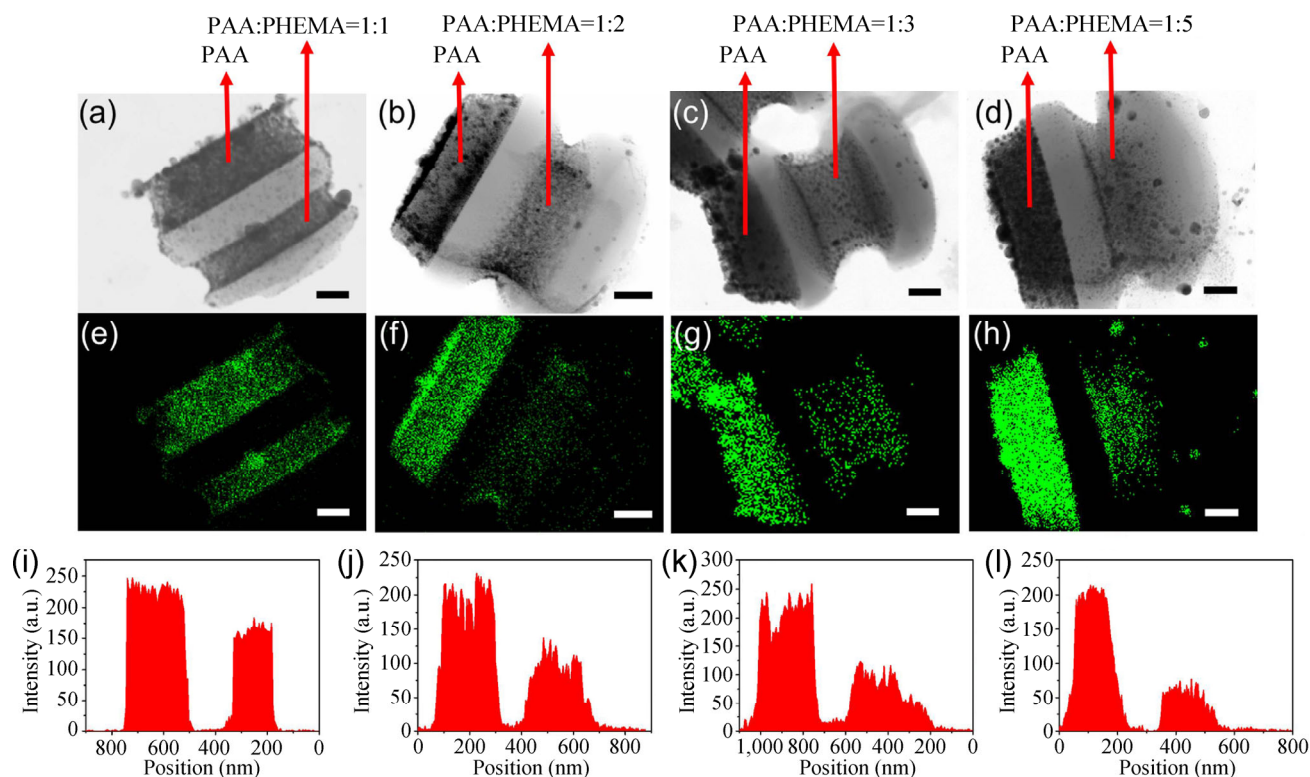 PAA:PHEMA=1:1
PAA
PAA:PHEMA=1:2
PAA
PAA:PHEMA=1:3
PAA
PAA:PHEMA=1:5
PAA
(a)
(b)
(c)
(d)
(e)
(f)
(g)
(h)
(i)
250
200
150
100
50
0
Intensity (a.u.)
800 600 400 200 0
Position (nm)
(j)
250
200
150
100
50
0
Intensity (a.u.)
0 200 400 600 800
Position (nm)
(k)
300
250
200
150
100
50
0
Intensity (a.u.)
1,000 800 600 400 200 0
Position (nm)
(l)
250
200
150
100
50
0
Intensity (a.u.)
0 200 400 600 800
Position (nm)